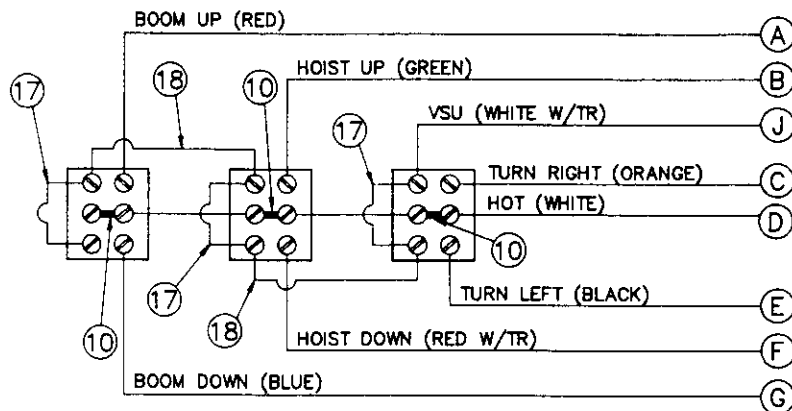 BOOM UP (RED)
A
17
18
10
HOIST UP (GREEN)
B
17
VSU (WHITE W/TR)
J
TURN RIGHT (ORANGE)
C
HOT (WHITE)
D
10
17
10
18
TURN LEFT (BLACK)
E
HOIST DOWN (RED W/TR)
F
BOOM DOWN (BLUE)
G